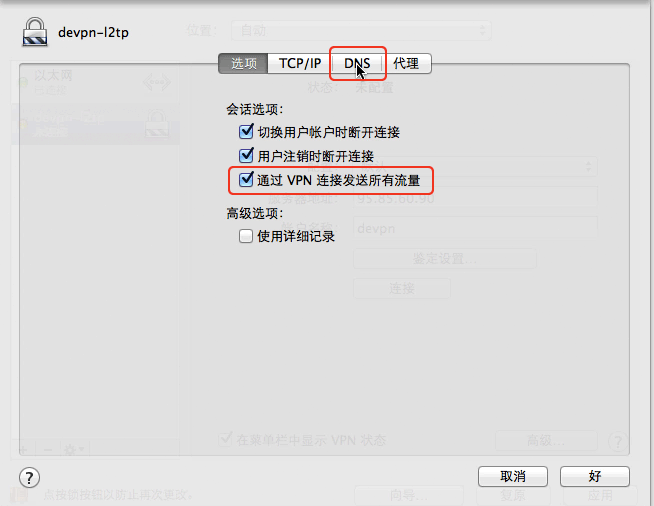 devpn-l2tp
位置： 自动
选项 TCP/IP DNS 代理
以太网
已连接
状态： 未配置
会话选项：
切换用户帐户时断开连接
用户注销时断开连接
通过 VPN 连接发送所有流量
服务器地址： 95.85.60.90
高级选项：
使用详细记录
devpn
鉴定设置...
连接
在菜单栏中显示 VPN 状态
高级... ?
? 取消 好
点按锁按钮以防止再次更改。
向导... 复原 应用